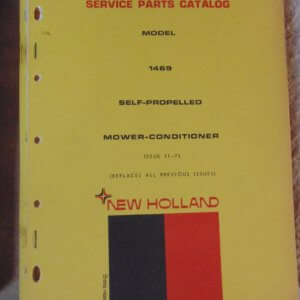 SERVICE PARTS CATALOG
MODEL
1469
SELF-PROPELLED
MOWER-CONDITIONER
ISSUE 11-71
(REPLACES ALL PREVIOUS ISSUES)
NEW HOLLAND